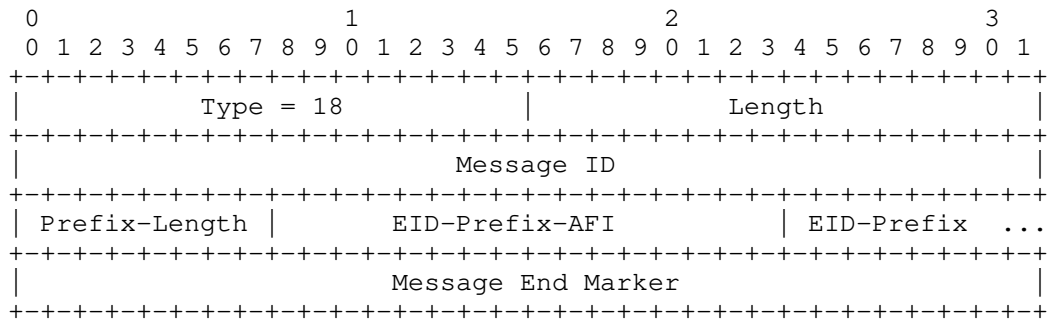 0                   1                   2                   3
 0 1 2 3 4 5 6 7 8 9 0 1 2 3 4 5 6 7 8 9 0 1 2 3 4 5 6 7 8 9 0 1
+-+-+-+-+-+-+-+-+-+-+-+-+-+-+-+-+-+-+-+-+-+-+-+-+-+-+-+-+-+-+-+-+
|           Type = 18           |            Length             |
+-+-+-+-+-+-+-+-+-+-+-+-+-+-+-+-+-+-+-+-+-+-+-+-+-+-+-+-+-+-+-+-+
|                          Message ID                           |
+-+-+-+-+-+-+-+-+-+-+-+-+-+-+-+-+-+-+-+-+-+-+-+-+-+-+-+-+-+-+-+-+
| Prefix-Length |       EID-Prefix-AFI          | EID-Prefix  ...
+-+-+-+-+-+-+-+-+-+-+-+-+-+-+-+-+-+-+-+-+-+-+-+-+-+-+-+-+-+-+-+-+
|                      Message End Marker                       |
+-+-+-+-+-+-+-+-+-+-+-+-+-+-+-+-+-+-+-+-+-+-+-+-+-+-+-+-+-+-+-+-+